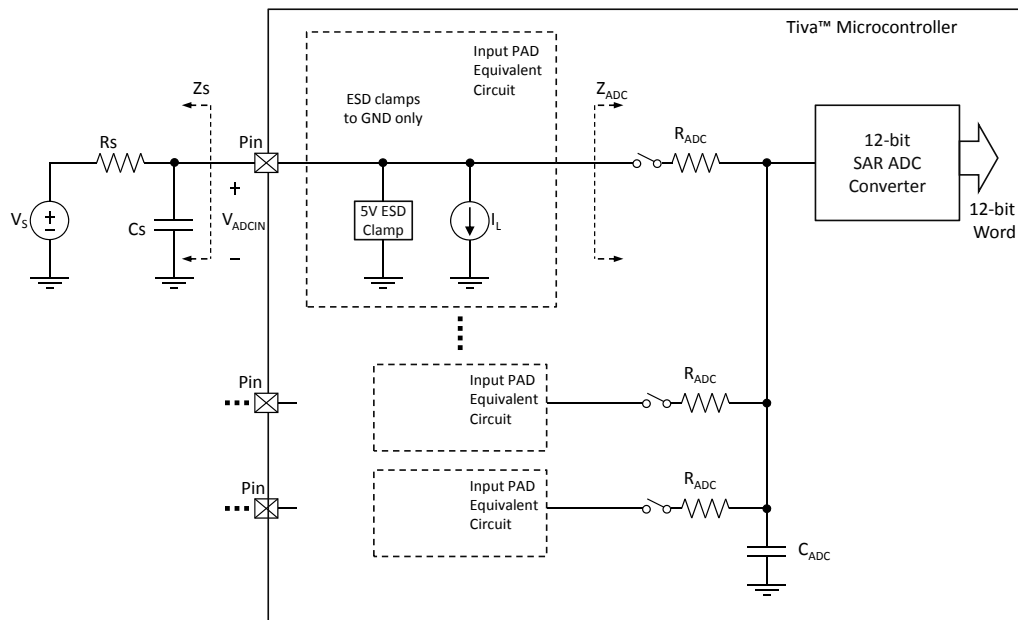 Tiva™ Microcontroller
Input PAD
Equivalent
Circuit
ESD clamps
to GND only
Zs
Z_ADC
Rs
Pin
R_ADC
12-bit
SAR ADC
Converter
V_S
Cs
V_ADCIN
5V ESD
Clamp
I_L
12-bit
Word
Pin
Input PAD
Equivalent
Circuit
R_ADC
Pin
Input PAD
Equivalent
Circuit
R_ADC
C_ADC